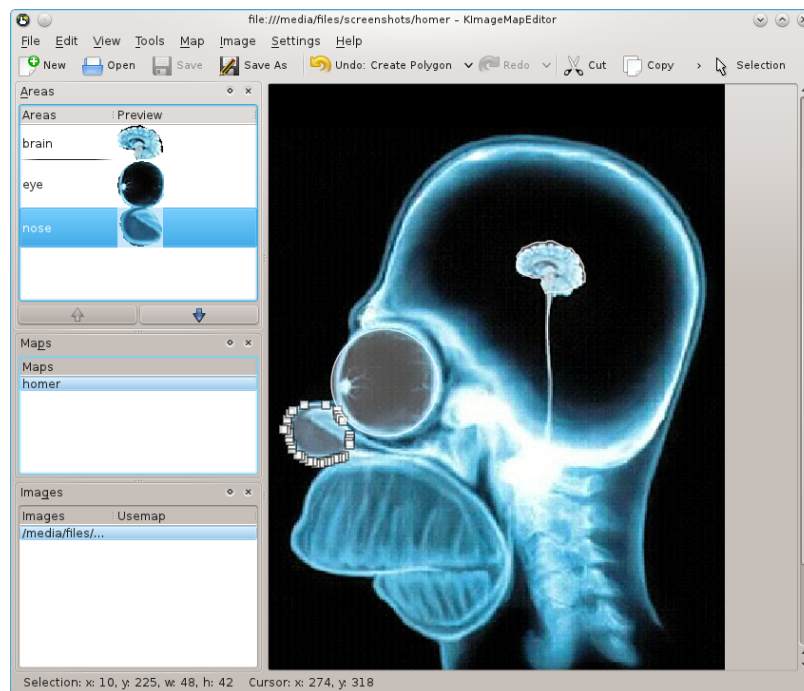 file:///media/files/screenshots/homer – KImageMapEditor
File Edit View Tools Map Image Settings Help
New Open Save Save As Undo: Create Polygon Redo Cut Copy › Selection
Areas
Areas Preview
brain
eye
nose
Maps
Maps
homer
Images
Images Usemap
/media/files/...
Selection: x: 10, y: 225, w: 48, h: 42 Cursor: x: 274, y: 318